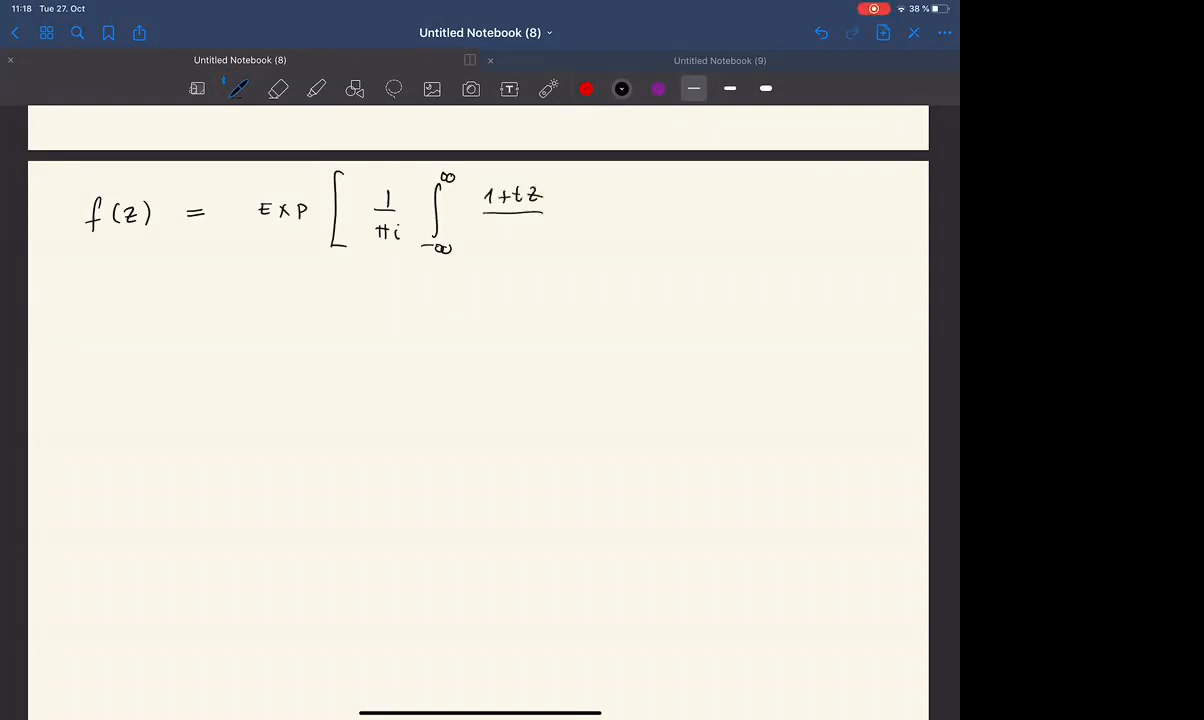 11:18 Tue 27. Oct 38 %
Untitled Notebook (8)
Untitled Notebook (8) Untitled Notebook (9)
f(z) = EXP [ 1/πi ∫_{-∞}^{∞} 1+tz